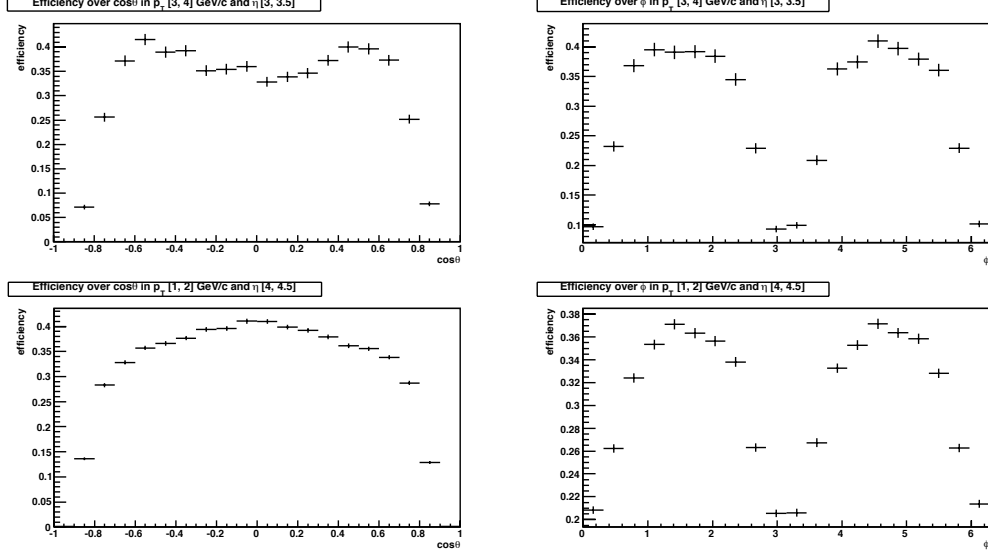 Efficiency over cosθ in p_T [3, 4] GeV/c and η [3, 3.5]
efficiency
0.4
0.35
0.3
0.25
0.2
0.15
0.1
0.05
0
-1 -0.8 -0.6 -0.4 -0.2 0 0.2 0.4 0.6 0.8 1
cosθ
Efficiency over ϕ in p_T [3, 4] GeV/c and η [3, 3.5]
efficiency
0.4
0.35
0.3
0.25
0.2
0.15
0.1
0 1 2 3 4 5 6
ϕ
Efficiency over cosθ in p_T [1, 2] GeV/c and η [4, 4.5]
efficiency
0.4
0.35
0.3
0.25
0.2
0.15
0.1
0.05
0
-1 -0.8 -0.6 -0.4 -0.2 0 0.2 0.4 0.6 0.8 1
cosθ
Efficiency over ϕ in p_T [1, 2] GeV/c and η [4, 4.5]
efficiency
0.38
0.36
0.34
0.32
0.3
0.28
0.26
0.24
0.22
0.2
0 1 2 3 4 5 6
ϕ